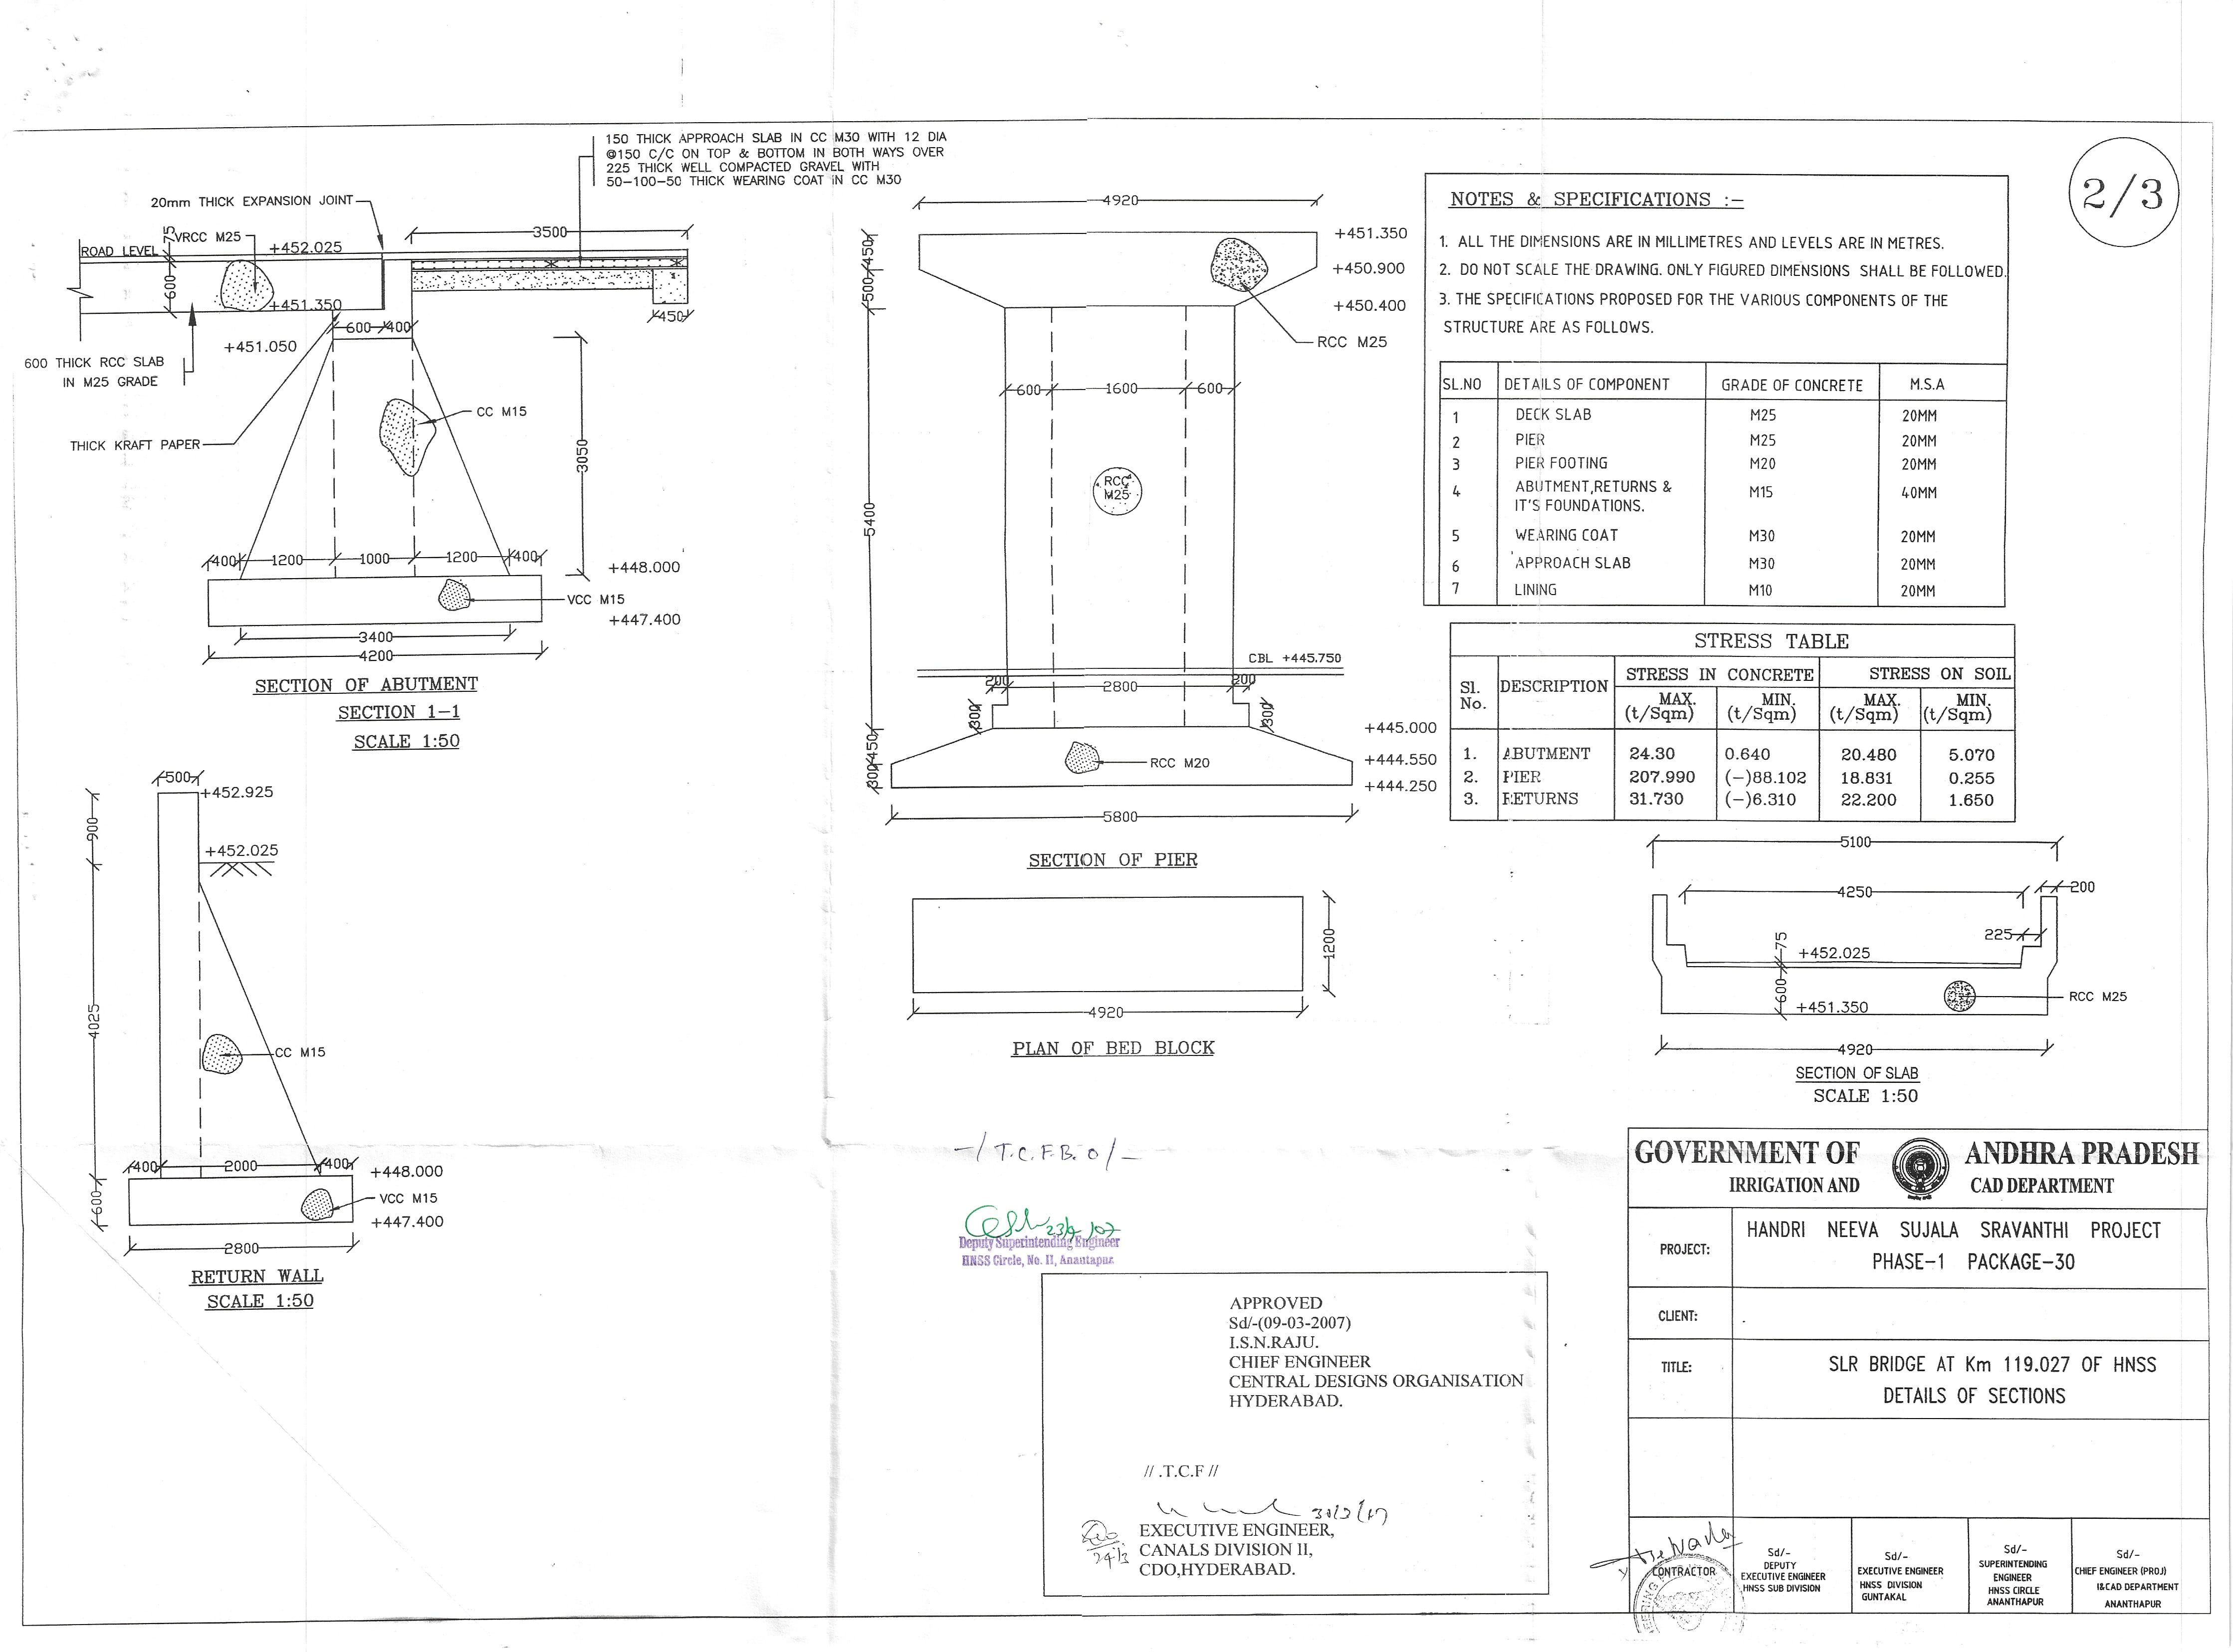 150 THICK APPROACH SLAB IN CC M30 WITH 12 DIA
@150 C/C ON TOP & BOTTOM IN BOTH WAYS OVER
225 THICK WELL COMPACTED GRAVEL WITH
50-100-50 THICK WEARING COAT IN CC M30
20mm THICK EXPANSION JOINT
VRCC M25
75
ROAD LEVEL
+452.025
3500
600
+451.350
450
600 400
+451.050
600 THICK RCC SLAB
IN M25 GRADE
CC M15
THICK KRAFT PAPER
3050
400 1200 1000 1200 400
+448.000
VCC M15
+447.400
3400
4200
SECTION OF ABUTMENT
SECTION 1-1
SCALE 1:50
500
+452.925
900
+452.025
4025
CC M15
400 2000 400
+448.000
600
VCC M15
+447.400
2800
RETURN WALL
SCALE 1:50
4920
450
+451.350
500
+450.900
+450.400
RCC M25
600 1600 600
RCC
M25
5400
CBL +445.750
200 2800 200
300 300
+445.000
450
RCC M20
+444.550
300
+444.250
5800
SECTION OF PIER
1200
4920
PLAN OF BED BLOCK
2/3
NOTES & SPECIFICATIONS :-
1. ALL THE DIMENSIONS ARE IN MILLIMETRES AND LEVELS ARE IN METRES.
2. DO NOT SCALE THE DRAWING. ONLY FIGURED DIMENSIONS SHALL BE FOLLOWED.
3. THE SPECIFICATIONS PROPOSED FOR THE VARIOUS COMPONENTS OF THE
STRUCTURE ARE AS FOLLOWS.
SL.NO DETAILS OF COMPONENT GRADE OF CONCRETE M.S.A
1 DECK SLAB M25 20MM
2 PIER M25 20MM
3 PIER FOOTING M20 20MM
4 ABUTMENT,RETURNS & IT'S FOUNDATIONS. M15 40MM
5 WEARING COAT M30 20MM
6 APPROACH SLAB M30 20MM
7 LINING M10 20MM
STRESS TABLE
Sl. No. DESCRIPTION STRESS IN CONCRETE STRESS ON SOIL
MAX. (t/Sqm) MIN. (t/Sqm) MAX. (t/Sqm) MIN. (t/Sqm)
1. ABUTMENT 24.30 0.640 20.480 5.070
2. PIER 207.990 (-)88.102 18.831 0.255
3. RETURNS 31.730 (-)6.310 22.200 1.650
5100
4250
200
225
75
+452.025
600
RCC M25
+451.350
4920
SECTION OF SLAB
SCALE 1:50
-/ T.C.F.B.O/-
23/4/07
Deputy Superintending Engineer
HNSS Circle, No. II, Anantapur.
APPROVED
Sd/-(09-03-2007)
I.S.N.RAJU.
CHIEF ENGINEER
CENTRAL DESIGNS ORGANISATION
HYDERABAD.
// .T.C.F //
EXECUTIVE ENGINEER,
CANALS DIVISION II,
CDO,HYDERABAD.
24/3
GOVERNMENT OF ANDHRA PRADESH
IRRIGATION AND CAD DEPARTMENT
PROJECT: HANDRI NEEVA SUJALA SRAVANTHI PROJECT
PHASE-1 PACKAGE-30
CLIENT:
TITLE: SLR BRIDGE AT Km 119.027 OF HNSS
DETAILS OF SECTIONS
CONTRACTOR
Sd/-
DEPUTY
EXECUTIVE ENGINEER
HNSS SUB DIVISION
Sd/-
EXECUTIVE ENGINEER
HNSS DIVISION
GUNTAKAL
Sd/-
SUPERINTENDING
ENGINEER
HNSS CIRCLE
ANANTHAPUR
Sd/-
CHIEF ENGINEER (PROJ)
I&CAD DEPARTMENT
ANANTHAPUR